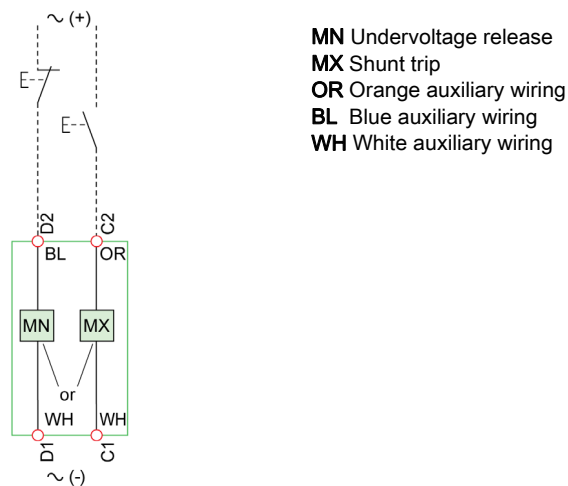 ∼ (+)
MN Undervoltage release
MX Shunt trip
OR Orange auxiliary wiring
BL Blue auxiliary wiring
WH White auxiliary wiring
D2
C2
BL
OR
MN
MX
or
WH
WH
D1
C1
∼ (-)